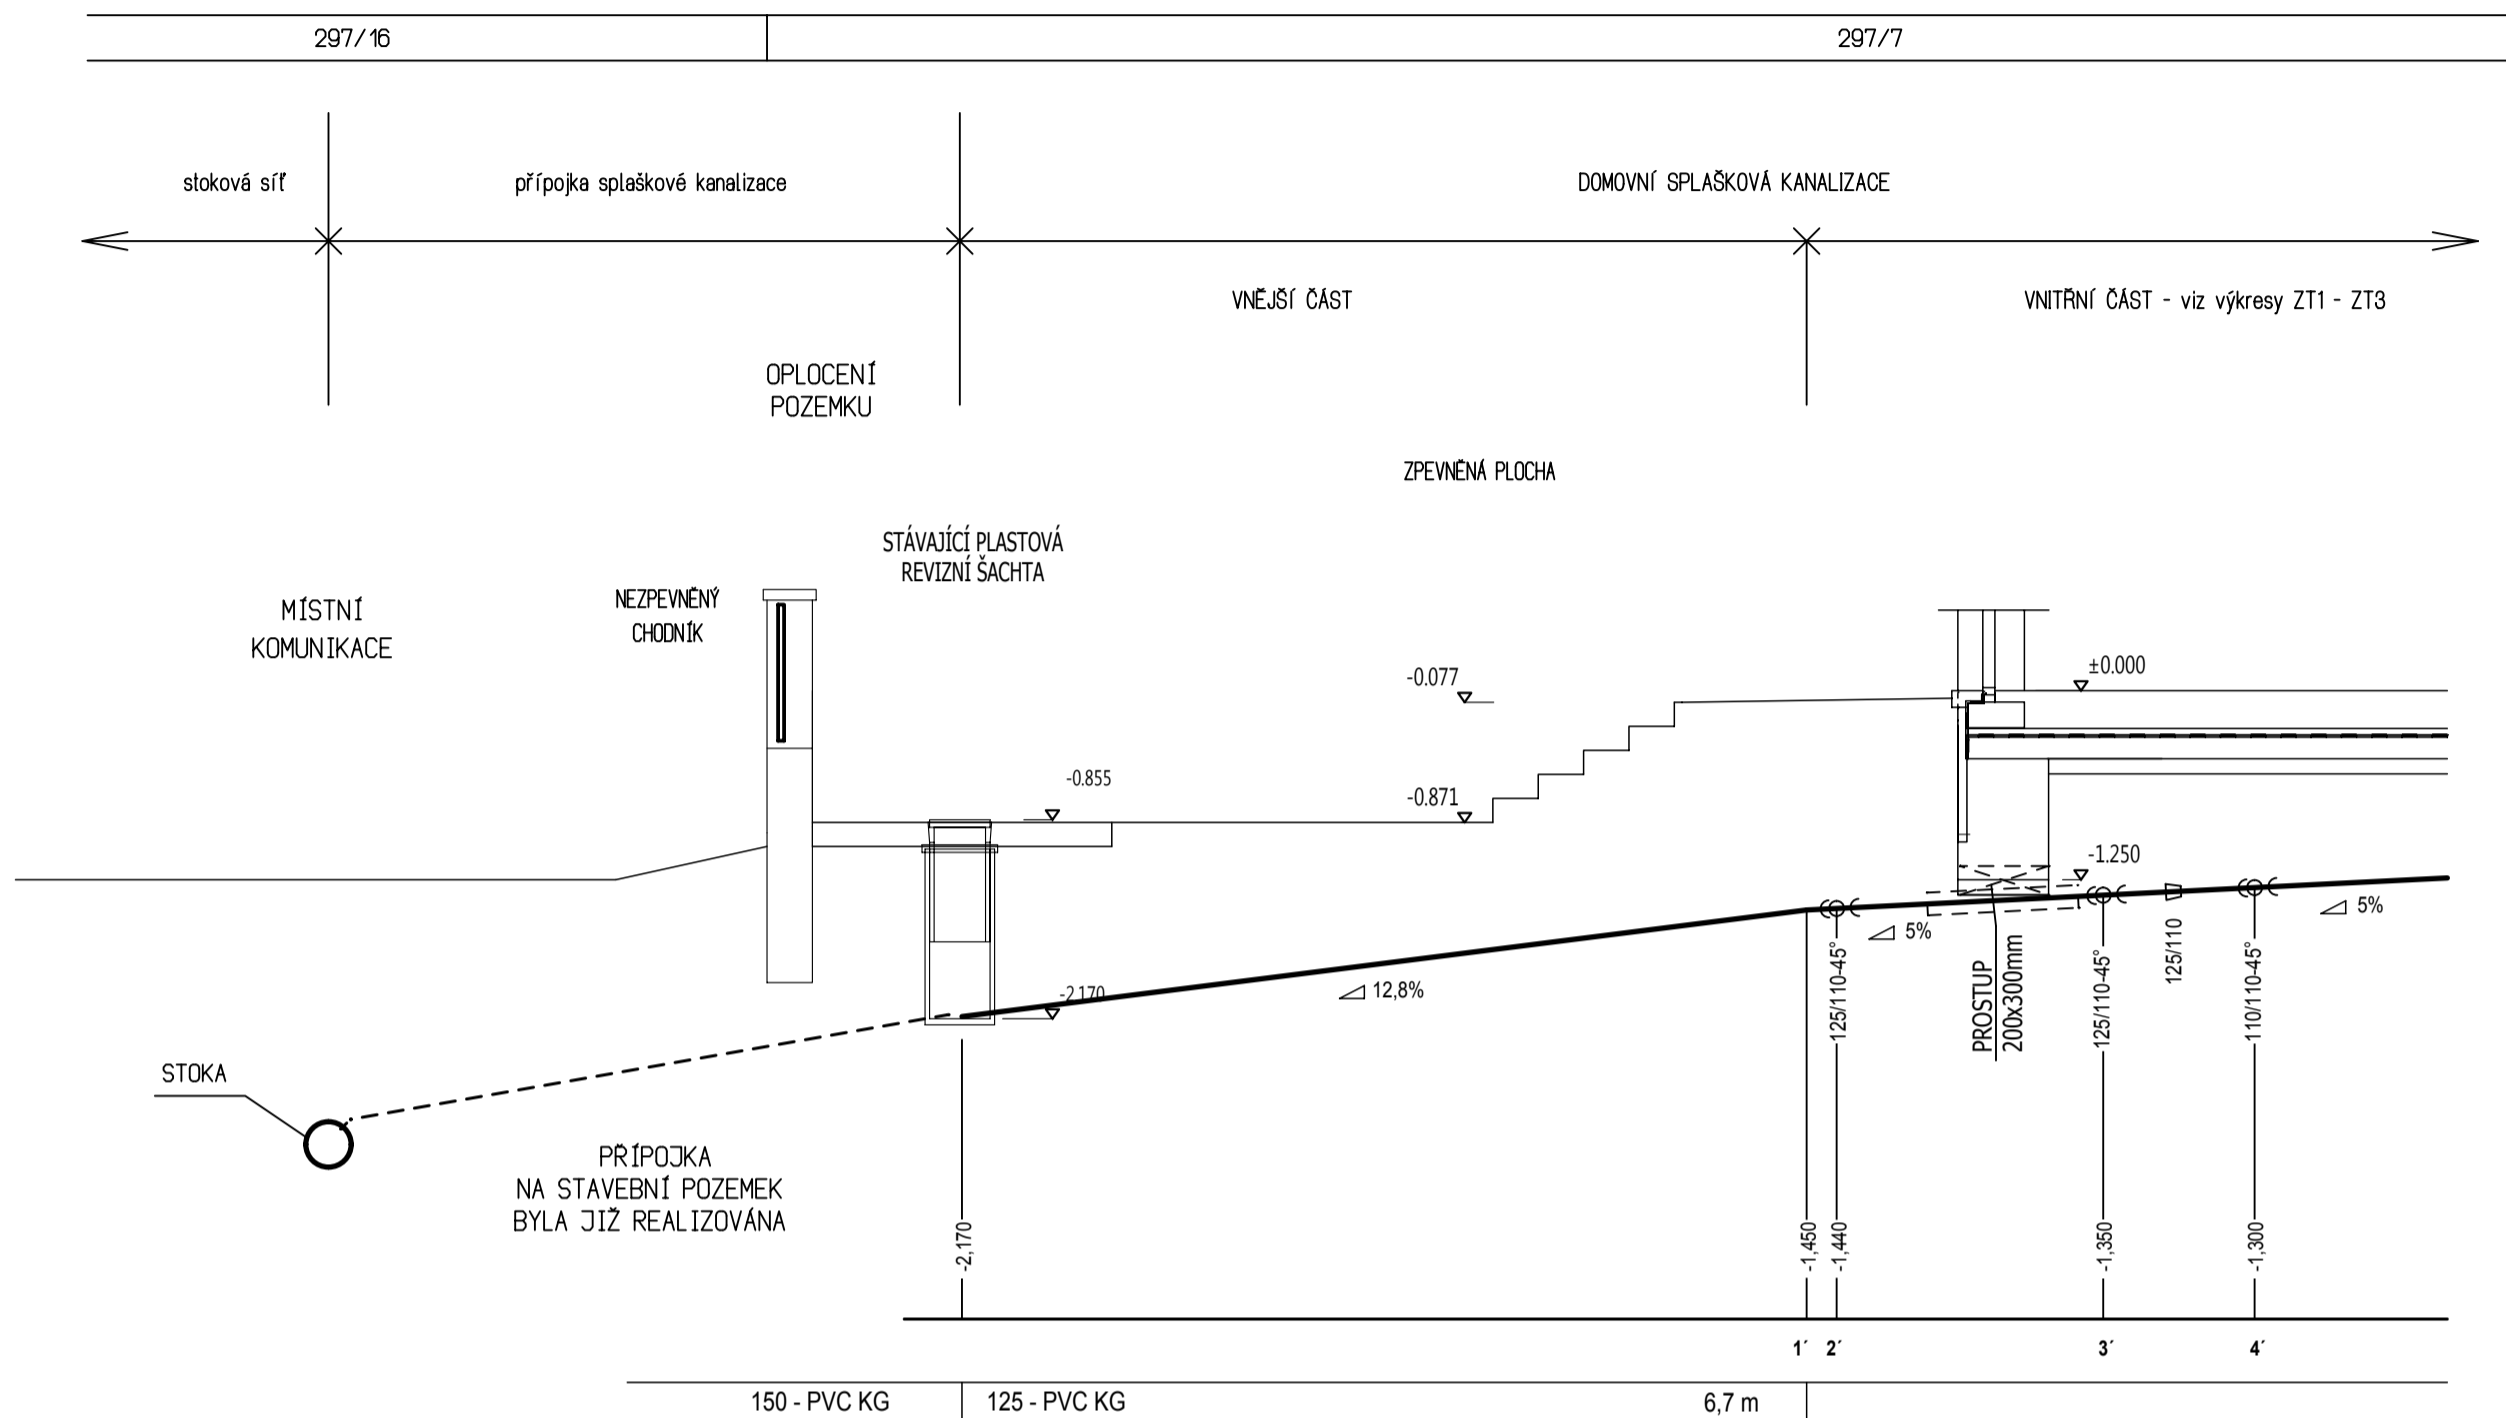 297/16
297/7
stoková síť
přípojka splaškové kanalizace
DOMOVNÍ SPLAŠKOVÁ KANALIZACE
VNĚJŠÍ ČÁST
VNITŘNÍ ČÁST - viz výkresy ZT1 - ZT3
OPLOCENÍ
POZEMKU
ZPEVNĚNÁ PLOCHA
STÁVAJÍCÍ PLASTOVÁ
REVIZNÍ ŠACHTA
MÍSTNÍ
KOMUNIKACE
NEZPEVNĚNÝ
CHODNÍK
-0.077
±0.000
-0.855
-0.871
-1.250
5%
5%
12,8%
-2.170
125/110-45°
PROSTUP
200x300mm
125/110-45°
125/110
110/110-45°
STOKA
PŘÍPOJKA
NA STAVEBNÍ POZEMEK
BYLA JIŽ REALIZOVÁNA
-2,170
-1,450
-1,440
-1,350
-1,300
1´ 2´ 3´ 4´
150 - PVC KG
125 - PVC KG
6,7 m